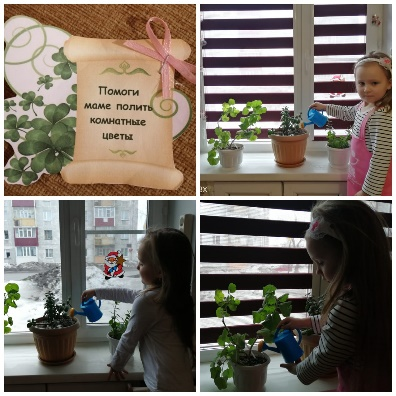 Помоги
маме полить
комнатные
цветы